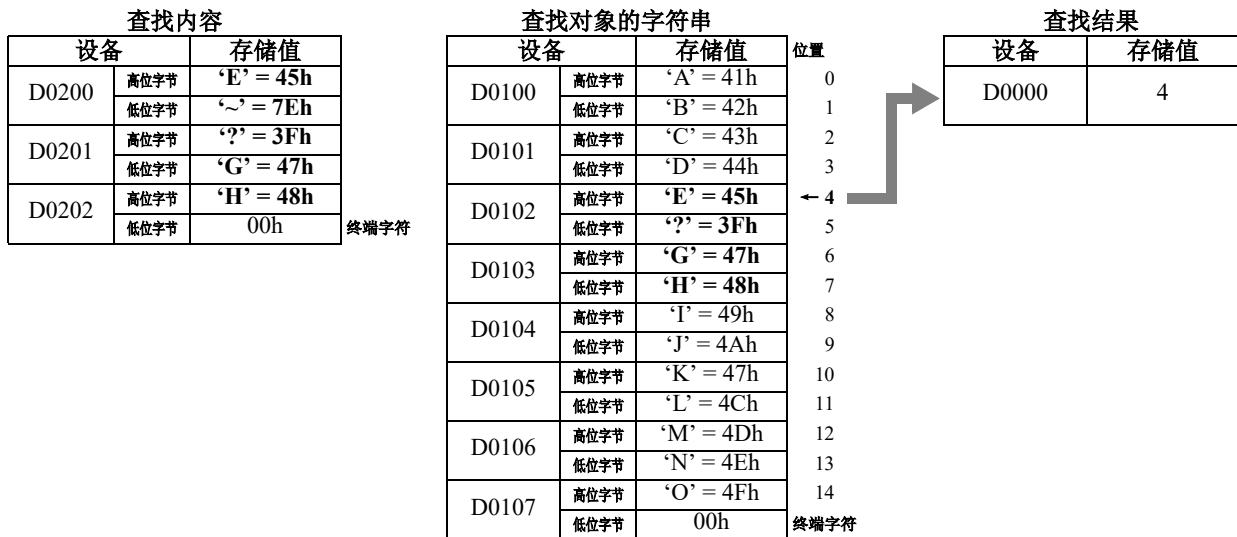 查找内容
设备 存储值
D0200 高位字节 ‘E’ = 45h
低位字节 ‘~’ = 7Eh
D0201 高位字节 ‘?’ = 3Fh
低位字节 ‘G’ = 47h
D0202 高位字节 ‘H’ = 48h
低位字节 00h 终端字符
查找对象的字符串
设备 存储值 位置
D0100 高位字节 ‘A’ = 41h 0
低位字节 ‘B’ = 42h 1
D0101 高位字节 ‘C’ = 43h 2
低位字节 ‘D’ = 44h 3
D0102 高位字节 ‘E’ = 45h ← 4
低位字节 ‘?’ = 3Fh 5
D0103 高位字节 ‘G’ = 47h 6
低位字节 ‘H’ = 48h 7
D0104 高位字节 ‘I’ = 49h 8
低位字节 ‘J’ = 4Ah 9
D0105 高位字节 ‘K’ = 47h 10
低位字节 ‘L’ = 4Ch 11
D0106 高位字节 ‘M’ = 4Dh 12
低位字节 ‘N’ = 4Eh 13
D0107 高位字节 ‘O’ = 4Fh 14
低位字节 00h 终端字符
查找结果
设备 存储值
D0000 4